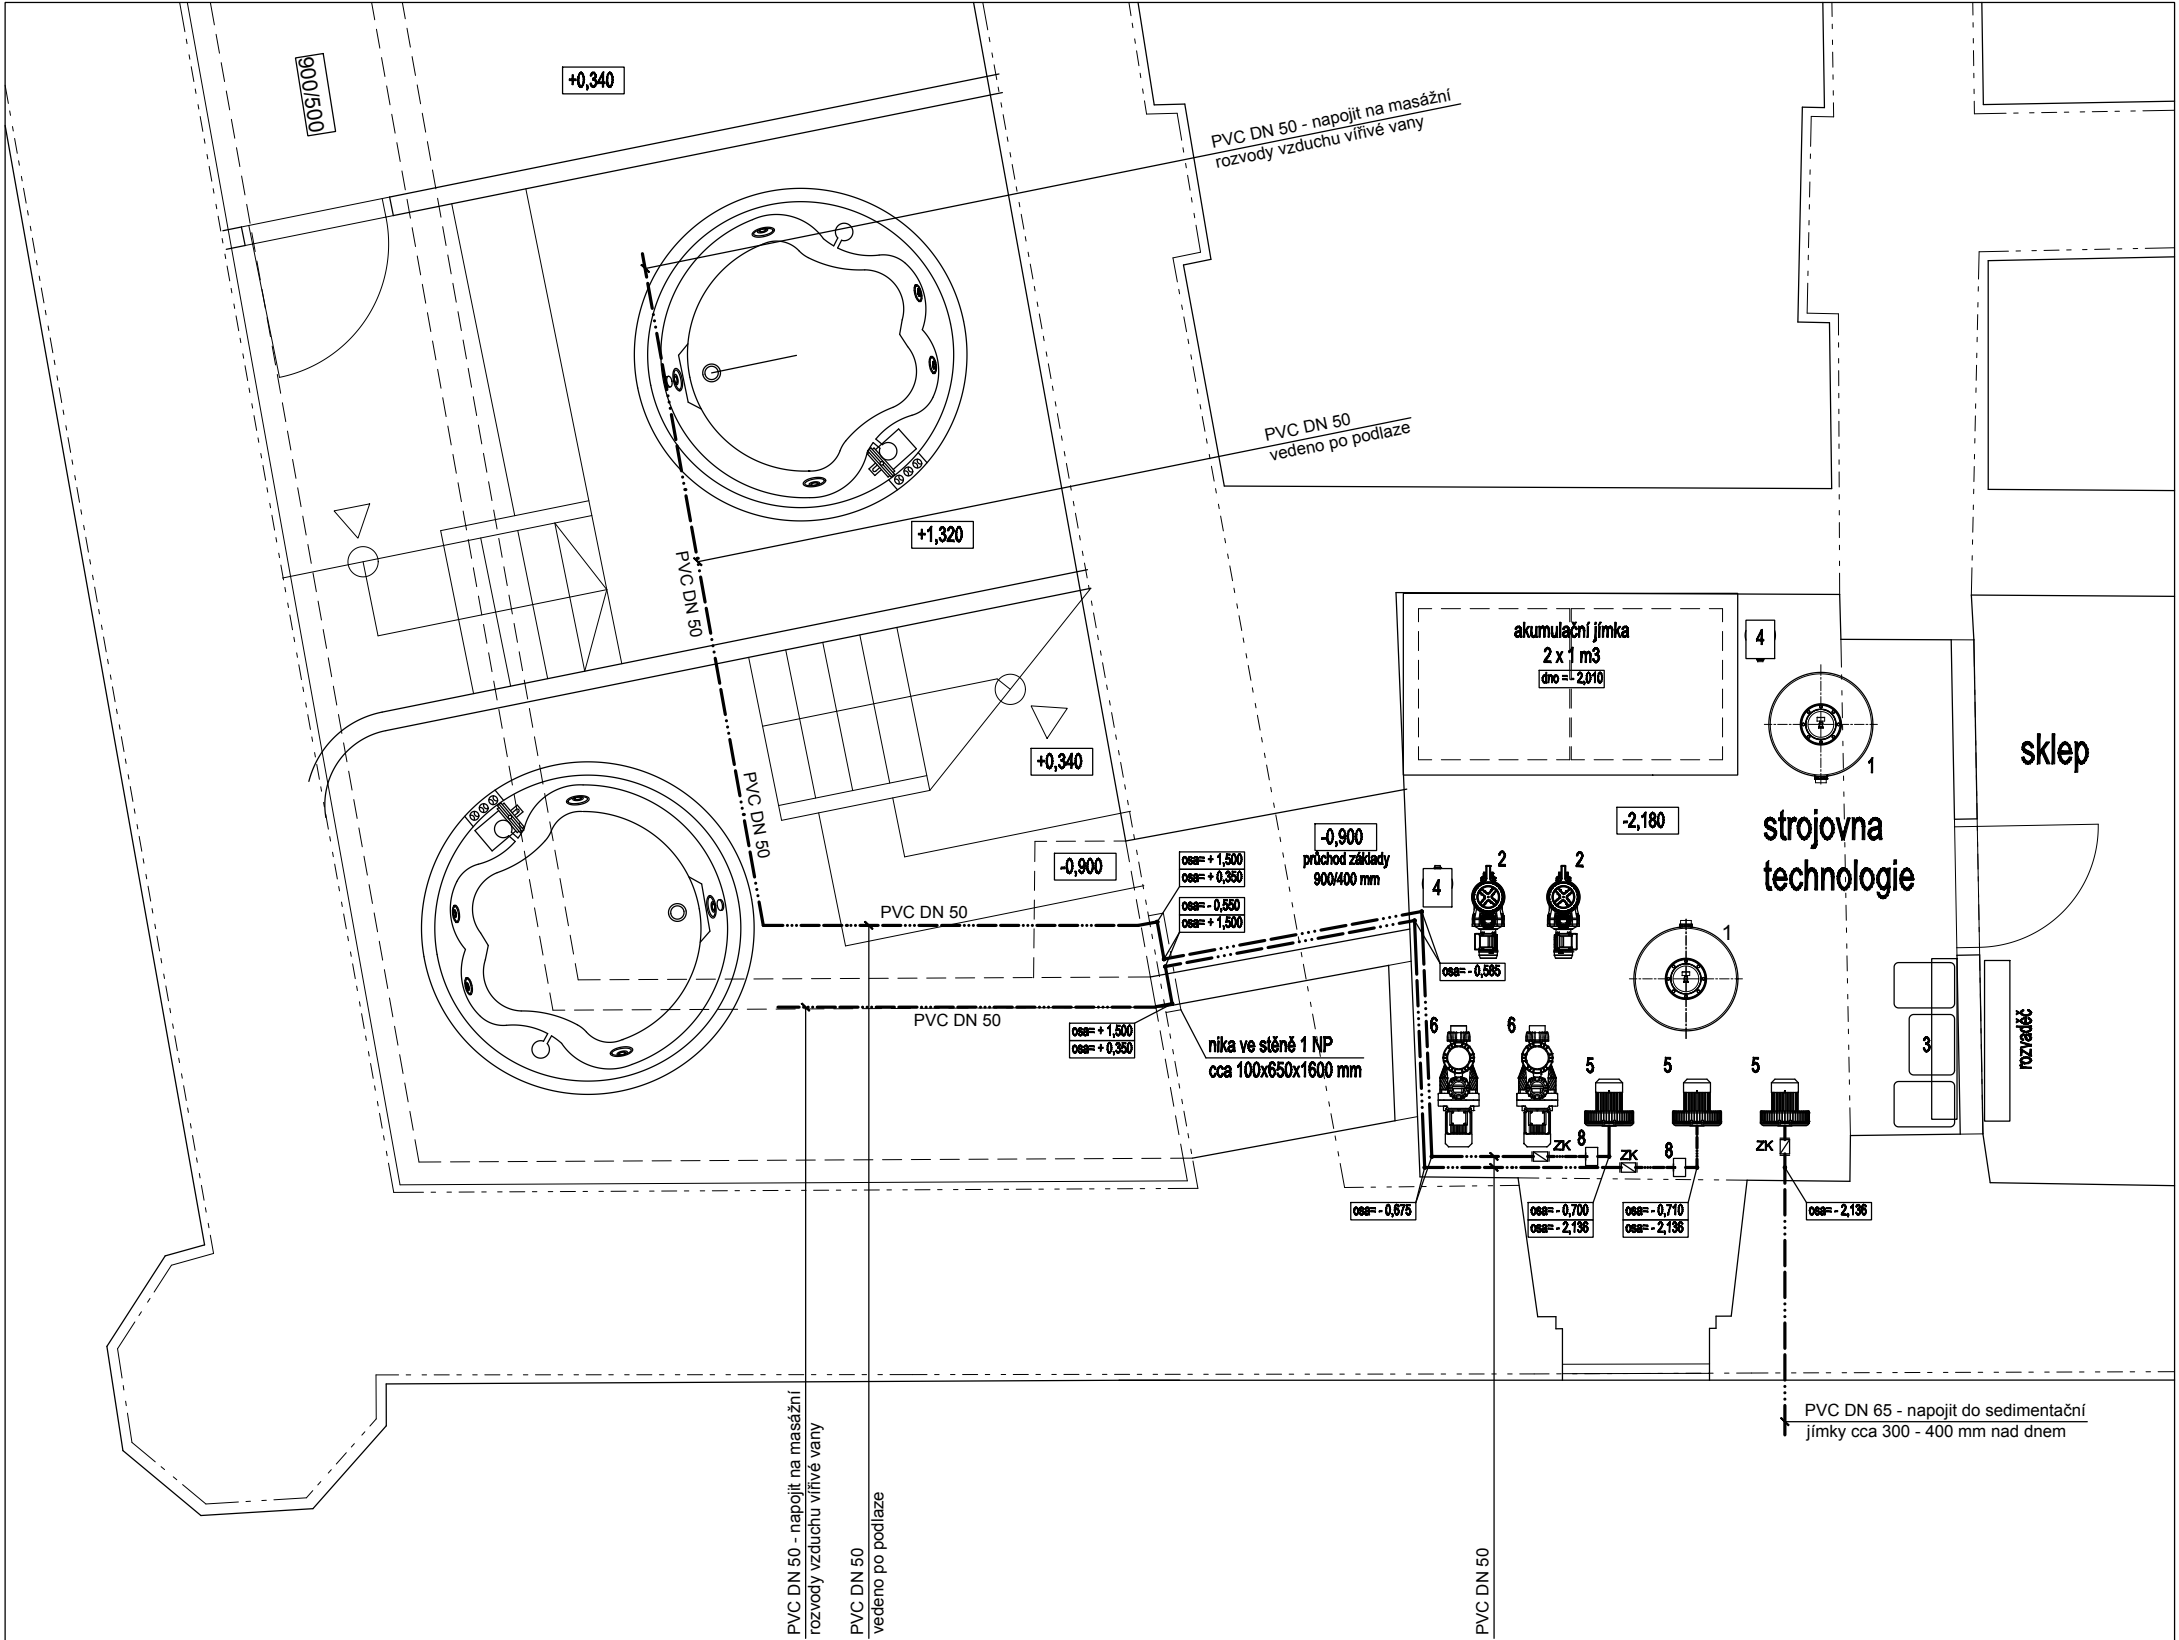 900/500
+0,340
PVC DN 50 - napojit na masážní
rozvody vzduchu vířivé vany
PVC DN 50
vedeno po podlaze
+1,320
PVC DN 50
akumulační jímka
2 x 1 m3
dno = - 2,010
4
1
sklep
+0,340
PVC DN 50
-2,180
strojovna
technologie
-0,900
-0,900
průchod základy
900/400 mm
osa= + 1,500
osa= + 0,350
osa= - 0,550
osa= + 1,500
4
2
2
PVC DN 50
1
osa= - 0,565
PVC DN 50
osa= + 1,500
osa= + 0,350
nika ve stěně 1 NP
cca 100x650x1600 mm
6
6
5
5
5
3
rozvaděč
ZK
8
ZK
8
ZK
osa= - 0,675
osa= - 0,700
osa= - 2,136
osa= - 0,710
osa= - 2,136
osa= - 2,136
PVC DN 65 - napojit do sedimentační
jímky cca 300 - 400 mm nad dnem
PVC DN 50 - napojit na masážní
rozvody vzduchu vířivé vany
PVC DN 50
vedeno po podlaze
PVC DN 50